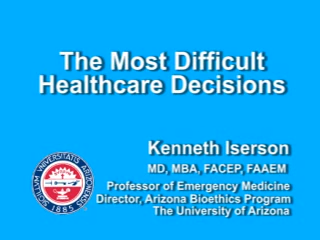 The Most Difficult
Healthcare Decisions
Kenneth Iserson
MD, MBA, FACEP, FAAEM
Professor of Emergency Medicine
Director, Arizona Bioethics Program
The University of Arizona
1885